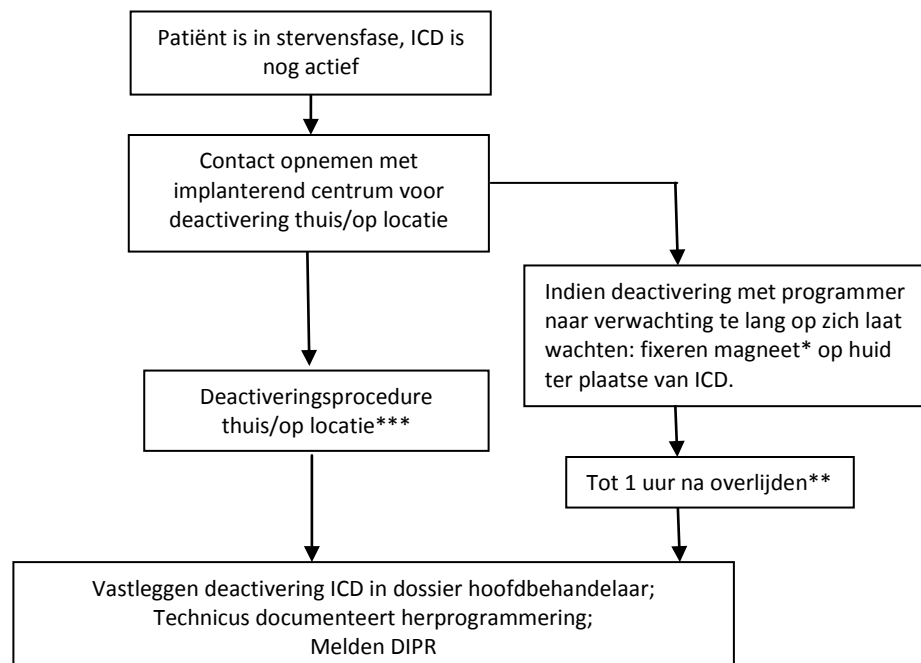 Patiënt is in stervensfase, ICD is
nog actief
Contact opnemen met
implanterend centrum voor
deactivering thuis/op locatie
Indien deactivering met programmer
naar verwachting te lang op zich laat
wachten: fixeren magneet* op huid
ter plaatse van ICD.
Deactiveringsprocedure
thuis/op locatie***
Tot 1 uur na overlijden**
Vastleggen deactivering ICD in dossier hoofdbehandelaar;
Technicus documenteert herprogrammering;
Melden DIPR